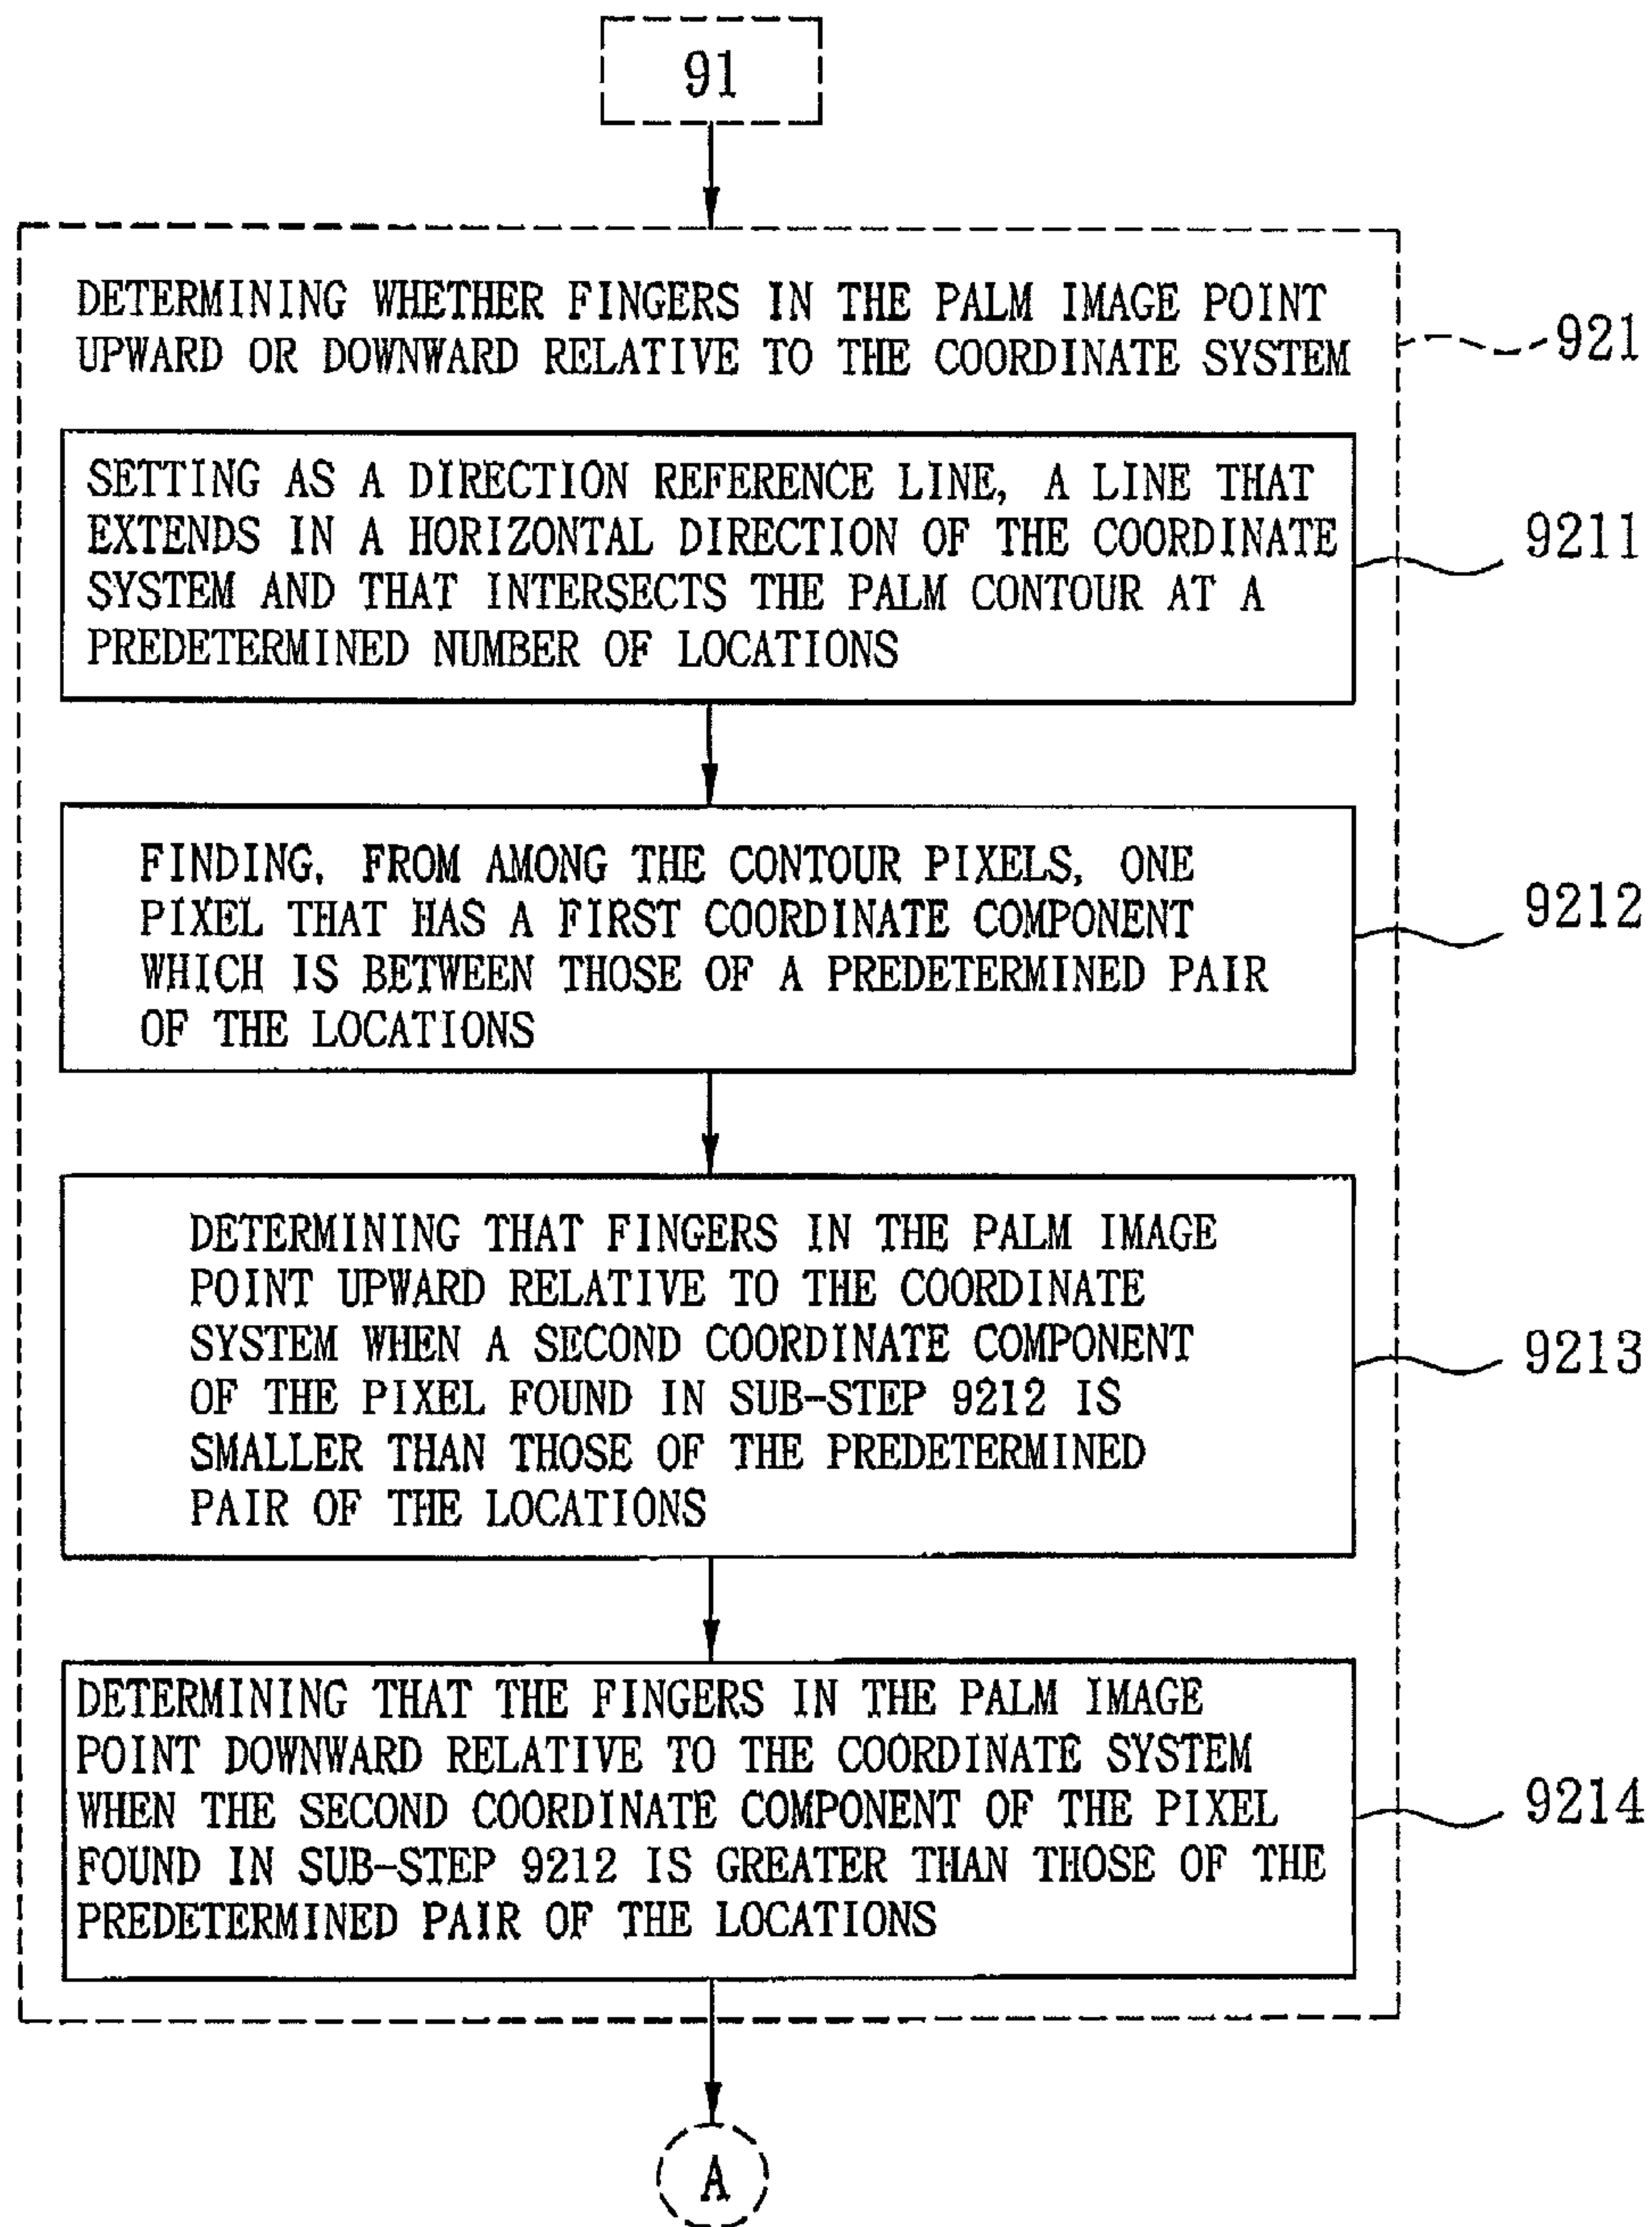 91
DETERMINING WHETHER FINGERS IN THE PALM IMAGE POINT
UPWARD OR DOWNWARD RELATIVE TO THE COORDINATE SYSTEM
921
SETTING AS A DIRECTION REFERENCE LINE, A LINE THAT
EXTENDS IN A HORIZONTAL DIRECTION OF THE COORDINATE
SYSTEM AND THAT INTERSECTS THE PALM CONTOUR AT A
PREDETERMINED NUMBER OF LOCATIONS
9211
FINDING, FROM AMONG THE CONTOUR PIXELS, ONE
PIXEL THAT HAS A FIRST COORDINATE COMPONENT
WHICH IS BETWEEN THOSE OF A PREDETERMINED PAIR
OF THE LOCATIONS
9212
DETERMINING THAT FINGERS IN THE PALM IMAGE
POINT UPWARD RELATIVE TO THE COORDINATE
SYSTEM WHEN A SECOND COORDINATE COMPONENT
OF THE PIXEL FOUND IN SUB-STEP 9212 IS
SMALLER THAN THOSE OF THE PREDETERMINED
PAIR OF THE LOCATIONS
9213
DETERMINING THAT THE FINGERS IN THE PALM IMAGE
POINT DOWNWARD RELATIVE TO THE COORDINATE SYSTEM
WHEN THE SECOND COORDINATE COMPONENT OF THE PIXEL
FOUND IN SUB-STEP 9212 IS GREATER THAN THOSE OF THE
PREDETERMINED PAIR OF THE LOCATIONS
9214
A